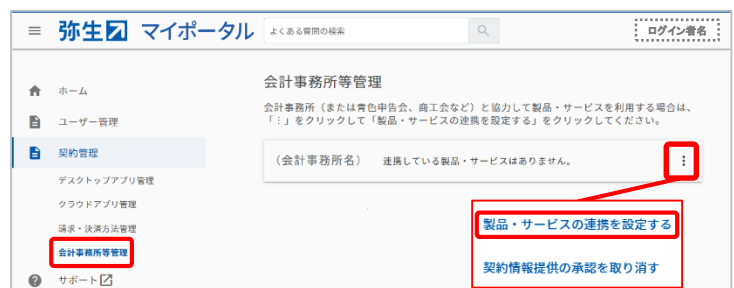 弥生 マイポータル
よくある質問の検索
ログイン者名
ホーム
ユーザー管理
契約管理
デスクトップアプリ管理
クラウドアプリ管理
請求・決済方法管理
会計事務所等管理
サポート
会計事務所等管理
会計事務所（または青色申告会、商工会など）と協力して製品・サービスを利用する場合は、
「︙」をクリックして「製品・サービスの連携を設定する」をクリックしてください。
（会計事務所名） 連携している製品・サービスはありません。
製品・サービスの連携を設定する
契約情報提供の承認を取り消す